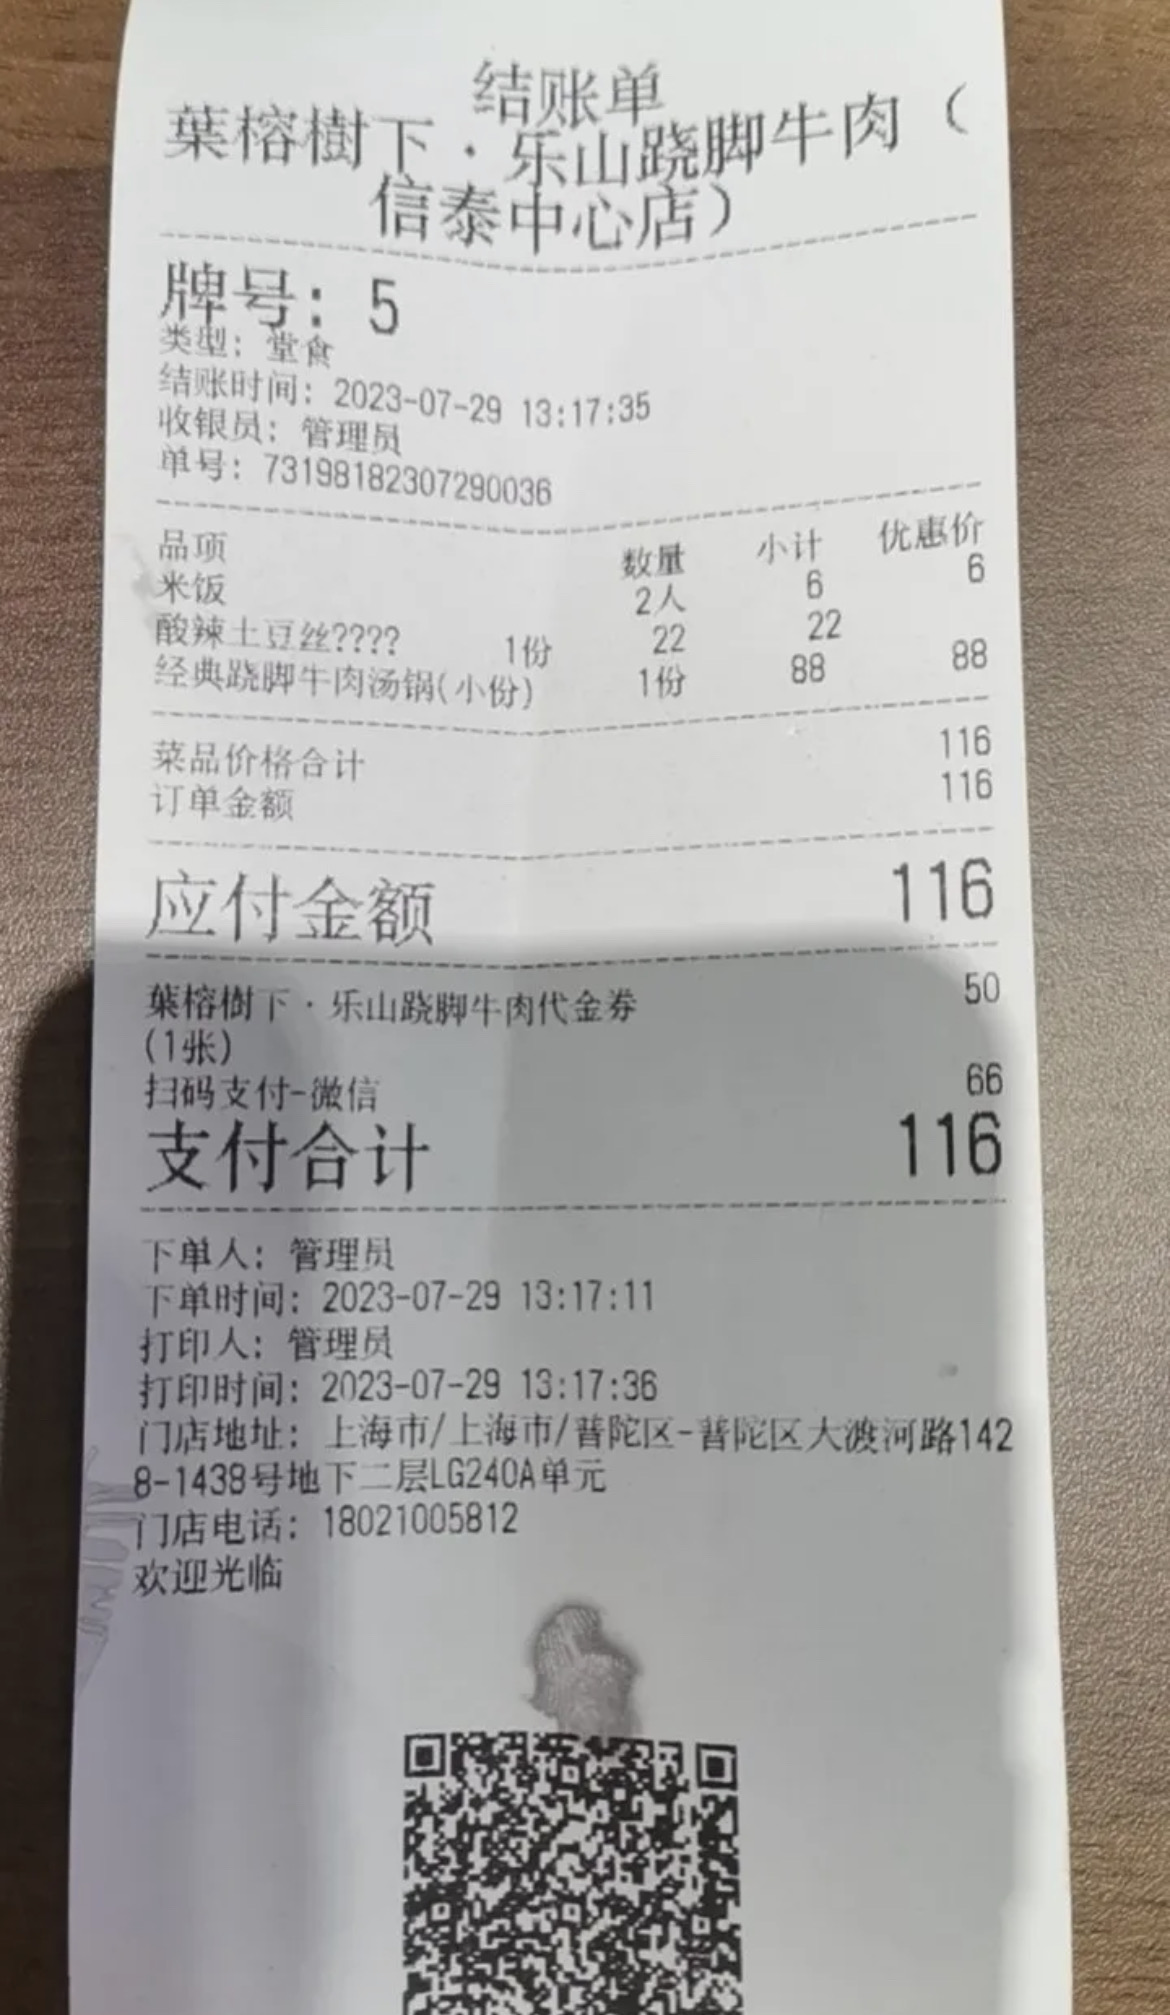 结账单
葉榕樹下·乐山跷脚牛肉（
信泰中心店）
牌号: 5
类型: 堂食
结账时间: 2023-07-29 13:17:35
收银员: 管理员
单号: 73198182307290036
品项 数量 小计 优惠价
米饭 2人 6 6
酸辣土豆丝???? 1份 22 22
经典跷脚牛肉汤锅(小份) 1份 88 88
菜品价格合计 116
订单金额 116
应付金额 116
葉榕樹下·乐山跷脚牛肉代金券 50
(1张)
扫码支付-微信 66
支付合计 116
下单人: 管理员
下单时间: 2023-07-29 13:17:11
打印人: 管理员
打印时间: 2023-07-29 13:17:36
门店地址: 上海市/上海市/普陀区-普陀区大渡河路142
8-1438号地下二层LG240A单元
门店电话: 18021005812
欢迎光临